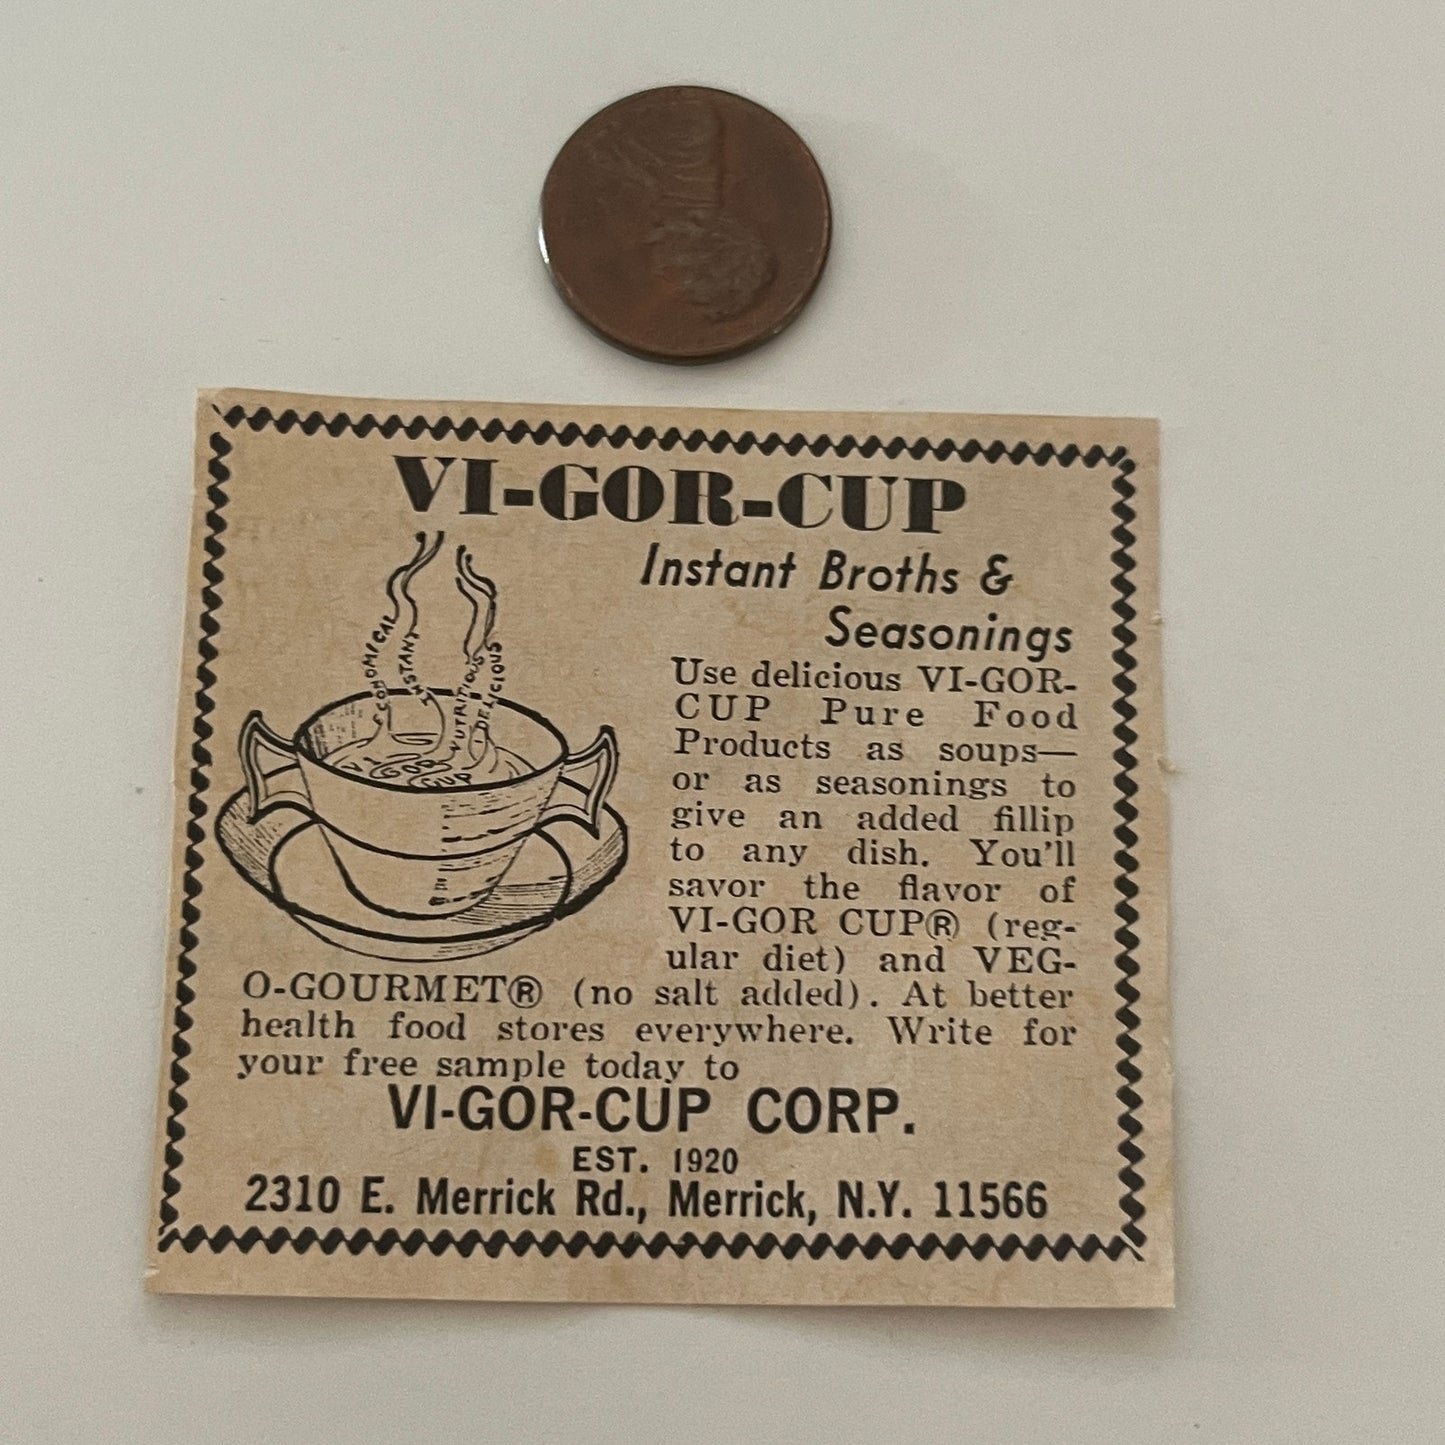 VI-GOR-CUP
Instant Broths &
Seasonings
ECONOMICAL
INSTANT
NUTRITIOUS
DELICIOUS
VI
GOR
CUP
Use delicious VI-GOR-
CUP Pure Food
Products as soups—
or as seasonings to
give an added fillip
to any dish. You'll
savor the flavor of
VI-GOR CUP® (reg-
ular diet) and VEG-
O-GOURMET® (no salt added). At better
health food stores everywhere. Write for
your free sample today to
VI-GOR-CUP CORP.
EST. 1920
2310 E. Merrick Rd., Merrick, N.Y. 11566